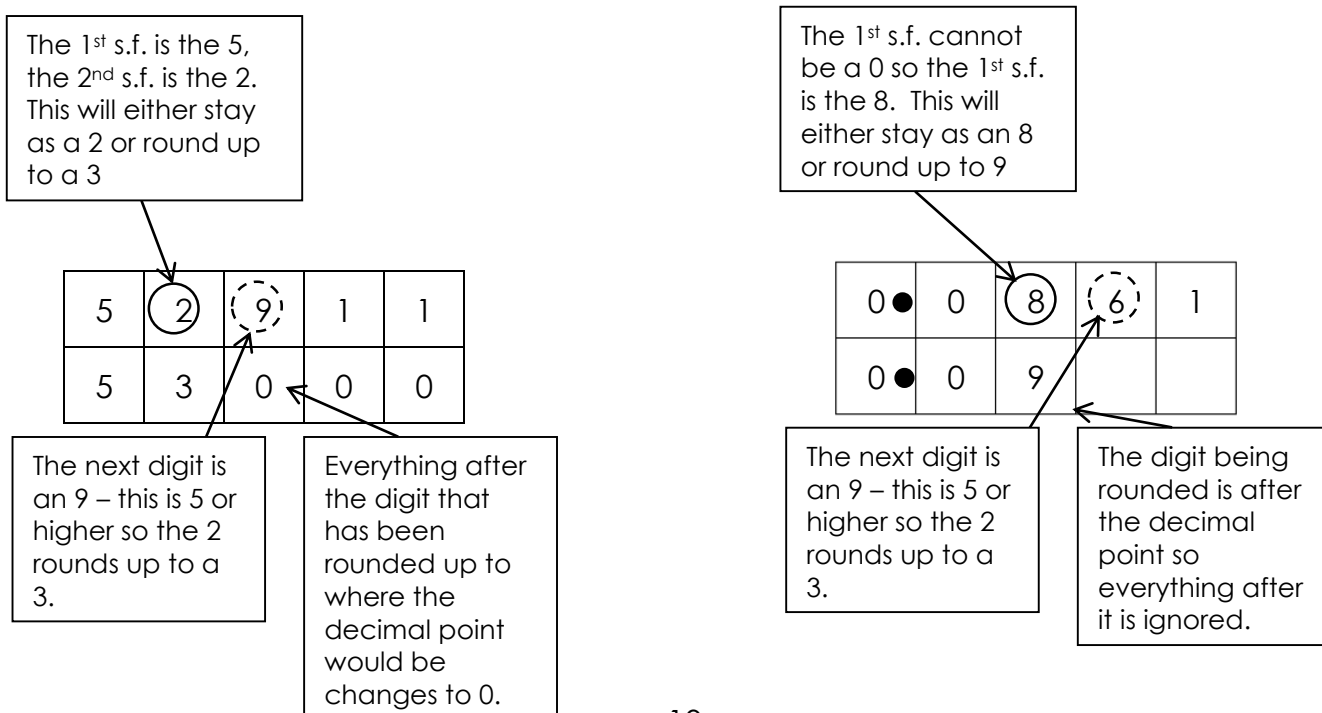 The 1st s.f. is the 5,
the 2nd s.f. is the 2.
This will either stay
as a 2 or round up
to a 3
5 2 9 1 1
5 3 0 0 0
The next digit is
an 9 – this is 5 or
higher so the 2
rounds up to a
3.
Everything after
the digit that
has been
rounded up to
where the
decimal point
would be
changes to 0.
The 1st s.f. cannot
be a 0 so the 1st s.f.
is the 8.  This will
either stay as an 8
or round up to 9
0 ● 0 8 6 1
0 ● 0 9
The next digit is
an 9 – this is 5 or
higher so the 2
rounds up to a
3.
The digit being
rounded is after
the decimal
point so
everything after
it is ignored.